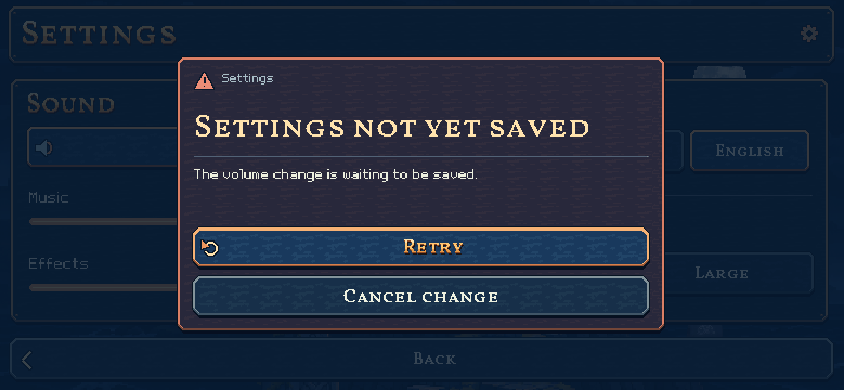 SETTINGS
Settings
SETTINGS NOT YET SAVED
The volume change is waiting to be saved.
RETRY
CANCEL CHANGE
SOUND
ENGLISH
Music
Effects
LARGE
BACK